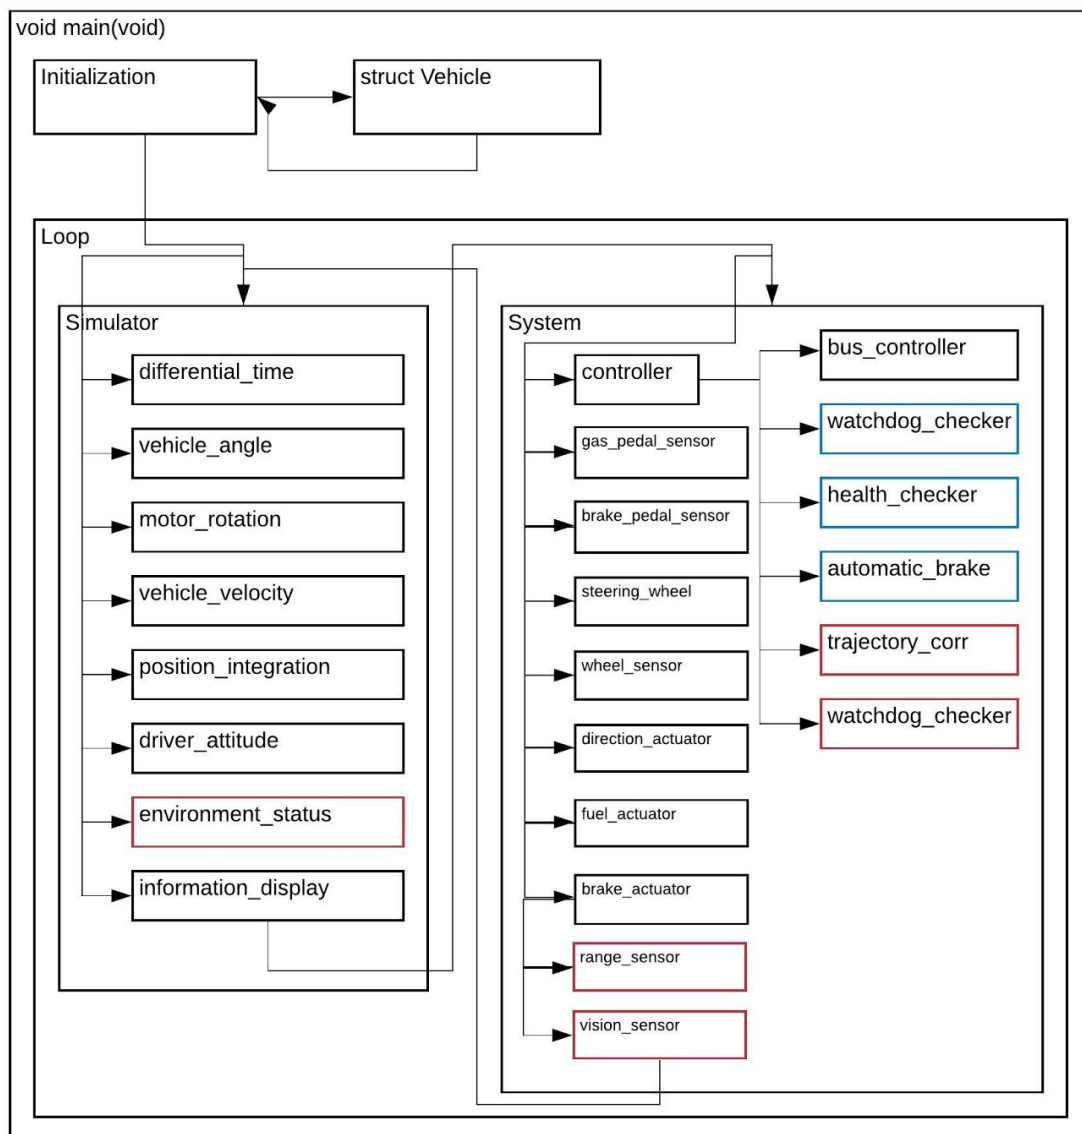 void main(void)
Initialization
struct Vehicle
Loop
Simulator
differential_time
vehicle_angle
motor_rotation
vehicle_velocity
position_integration
driver_attitude
environment_status
information_display
System
controller
gas_pedal_sensor
brake_pedal_sensor
steering_wheel
wheel_sensor
direction_actuator
fuel_actuator
brake_actuator
range_sensor
vision_sensor
bus_controller
watchdog_checker
health_checker
automatic_brake
trajectory_corr
watchdog_checker